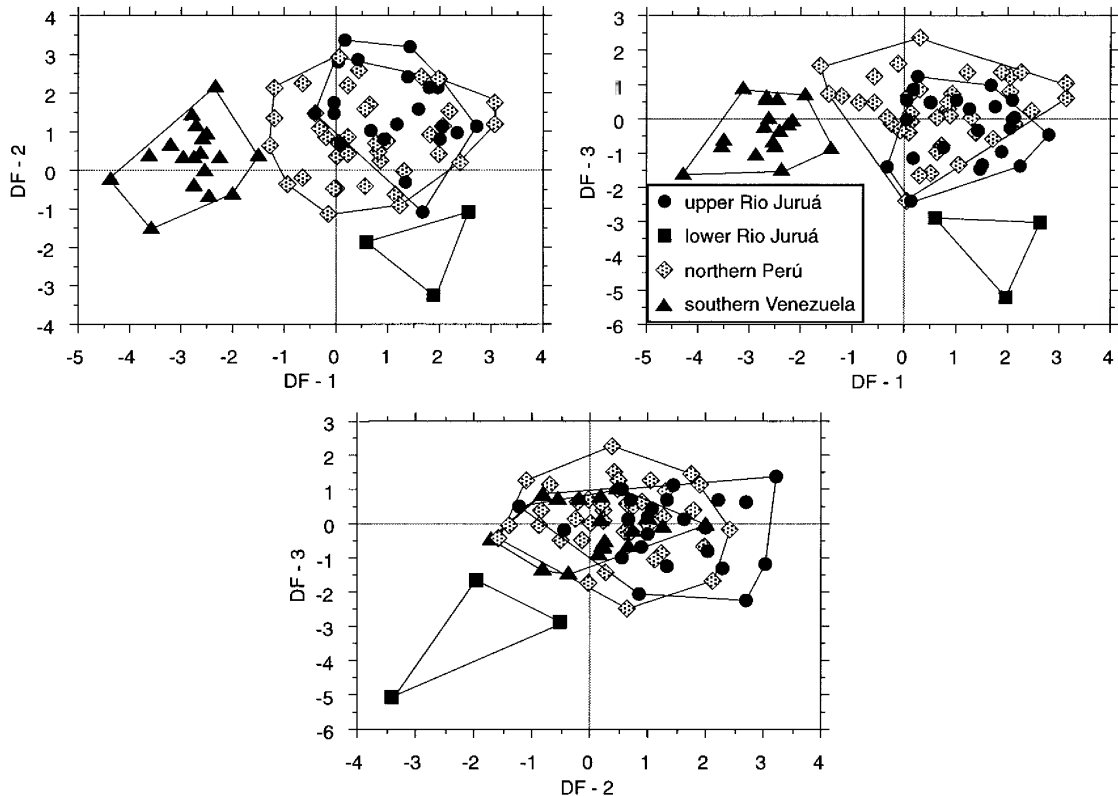 4
3
2
1
0
-1
-2
-3
-4
DF - 2
-5 -4 -3 -2 -1 0 1 2 3 4
DF - 1
3
2
1
0
-1
-2
-3
-4
-5
-6
DF - 3
upper Rio Juruá
lower Rio Juruá
northern Perú
southern Venezuela
-5 -4 -3 -2 -1 0 1 2 3 4
DF - 1
3
2
1
0
-1
-2
-3
-4
-5
-6
DF - 3
-4 -3 -2 -1 0 1 2 3 4
DF - 2